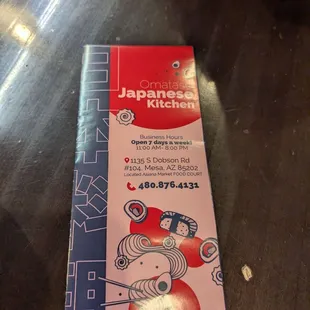 Omatase
Japanese
Kitchen
Business Hours
Open 7 days a week!
11:00 AM- 8:00 PM
1135 S Dobson Rd
#104, Mesa, AZ 85202
Located Asiana Market FOOD COURT
480.876.4131